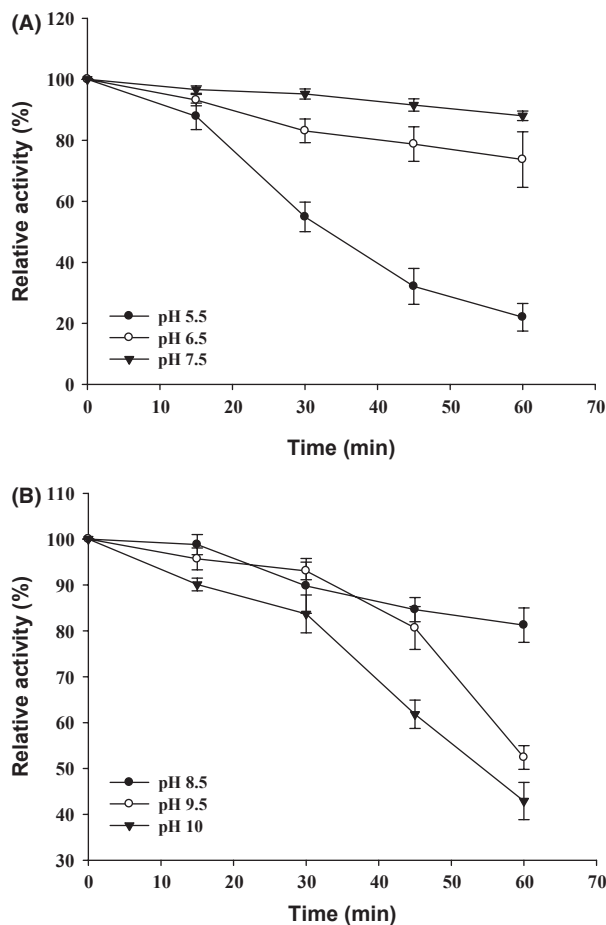 (A)
120
100
80
60
40
20
0
Relative activity (%)
pH 5.5
pH 6.5
pH 7.5
0 10 20 30 40 50 60 70
Time (min)
(B)
110
100
90
80
70
60
50
40
30
Relative activity (%)
pH 8.5
pH 9.5
pH 10
0 10 20 30 40 50 60 70
Time (min)